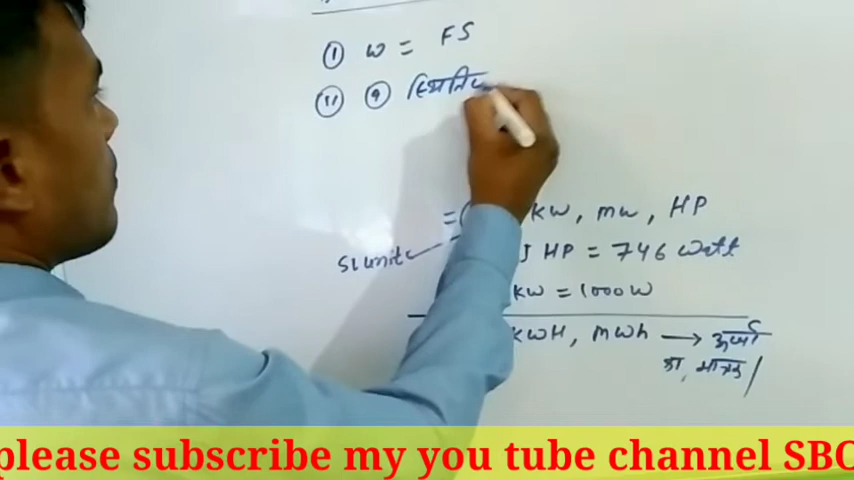 ① W = FS
② ⑨ स्थिति
= KW, MW, HP
SI unit
HP = 746 Watt
KW = 1000 W
KWH, MWh → ऊर्जा
का मात्रक |
please subscribe my you tube channel SBC